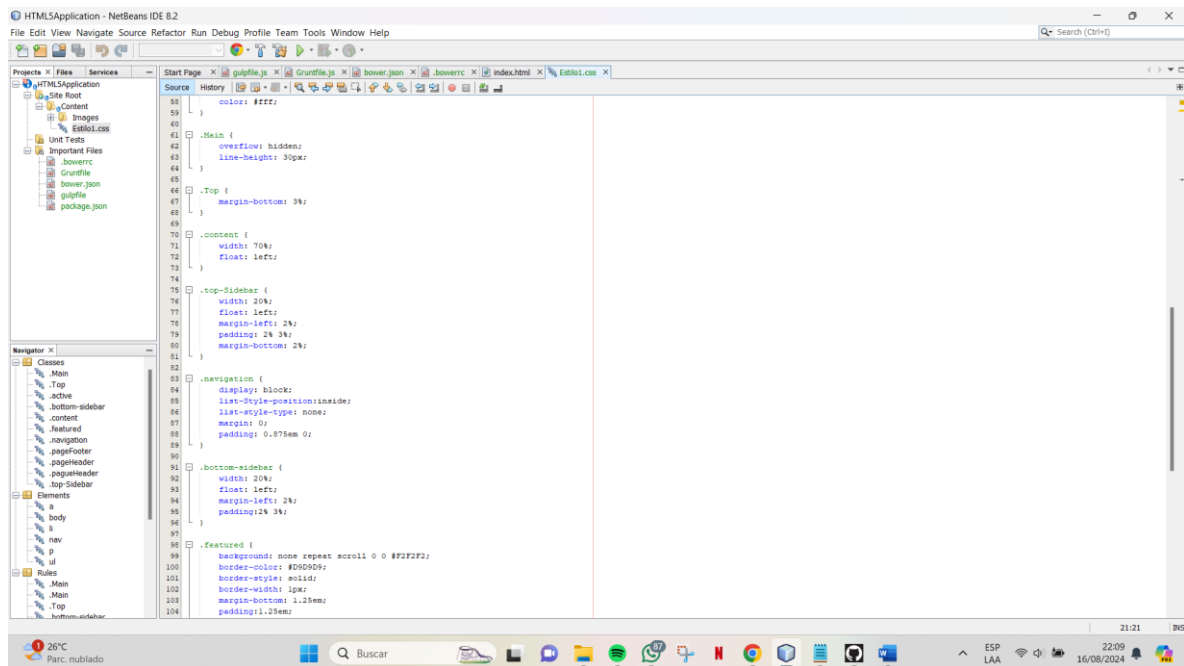 HTML5Application - NetBeans IDE 8.2
File Edit View Navigate Source Refactor Run Debug Profile Team Tools Window Help
Search (Ctrl+I)
Projects Files Services
Start Page gulpfile.js Gruntfile.js bower.json .bowerrc index.html Estilo1.css
HTML5Application
Site Root
Content
Images
Estilo1.css
Unit Tests
Important Files
.bowerrc
Gruntfile
bower.json
gulpfile
package.json
Navigator
Classes
.Main
.Top
.active
.bottom-sidebar
.content
.featured
.navigation
.pageFooter
.pageHeader
.pagueHeader
.top-Sidebar
Elements
a
body
li
nav
p
ul
Rules
.Main
.Main
.Top
.bottom-sidebar
Source History
58 color: #fff;
59 }
60
61 .Main {
62 overflow: hidden;
63 line-height: 30px;
64 }
65
66 .Top {
67 margin-bottom: 3%;
68 }
69
70 .content {
71 width: 70%;
72 float: left;
73 }
74
75 .top-Sidebar {
76 width: 20%;
77 float: left;
78 margin-left: 2%;
79 padding: 2% 3%;
80 margin-bottom: 2%;
81 }
82
83 .navigation {
84 display: block;
85 list-Style-position:inside;
86 list-style-type: none;
87 margin: 0;
88 padding: 0.875em 0;
89 }
90
91 .bottom-sidebar {
92 width: 20%;
93 float: left;
94 margin-left: 2%;
95 padding:2% 3%;
96 }
97
98 .featured {
99 background: none repeat scroll 0 0 #F2F2F2;
100 border-color: #D9D9D9;
101 border-style: solid;
102 border-width: 1px;
103 margin-bottom: 1.25em;
104 padding:1.25em;
21:21 INS
1
26°C
Parc. nublado
Buscar
87
N
W
ESP
LAA
22:09
16/08/2024